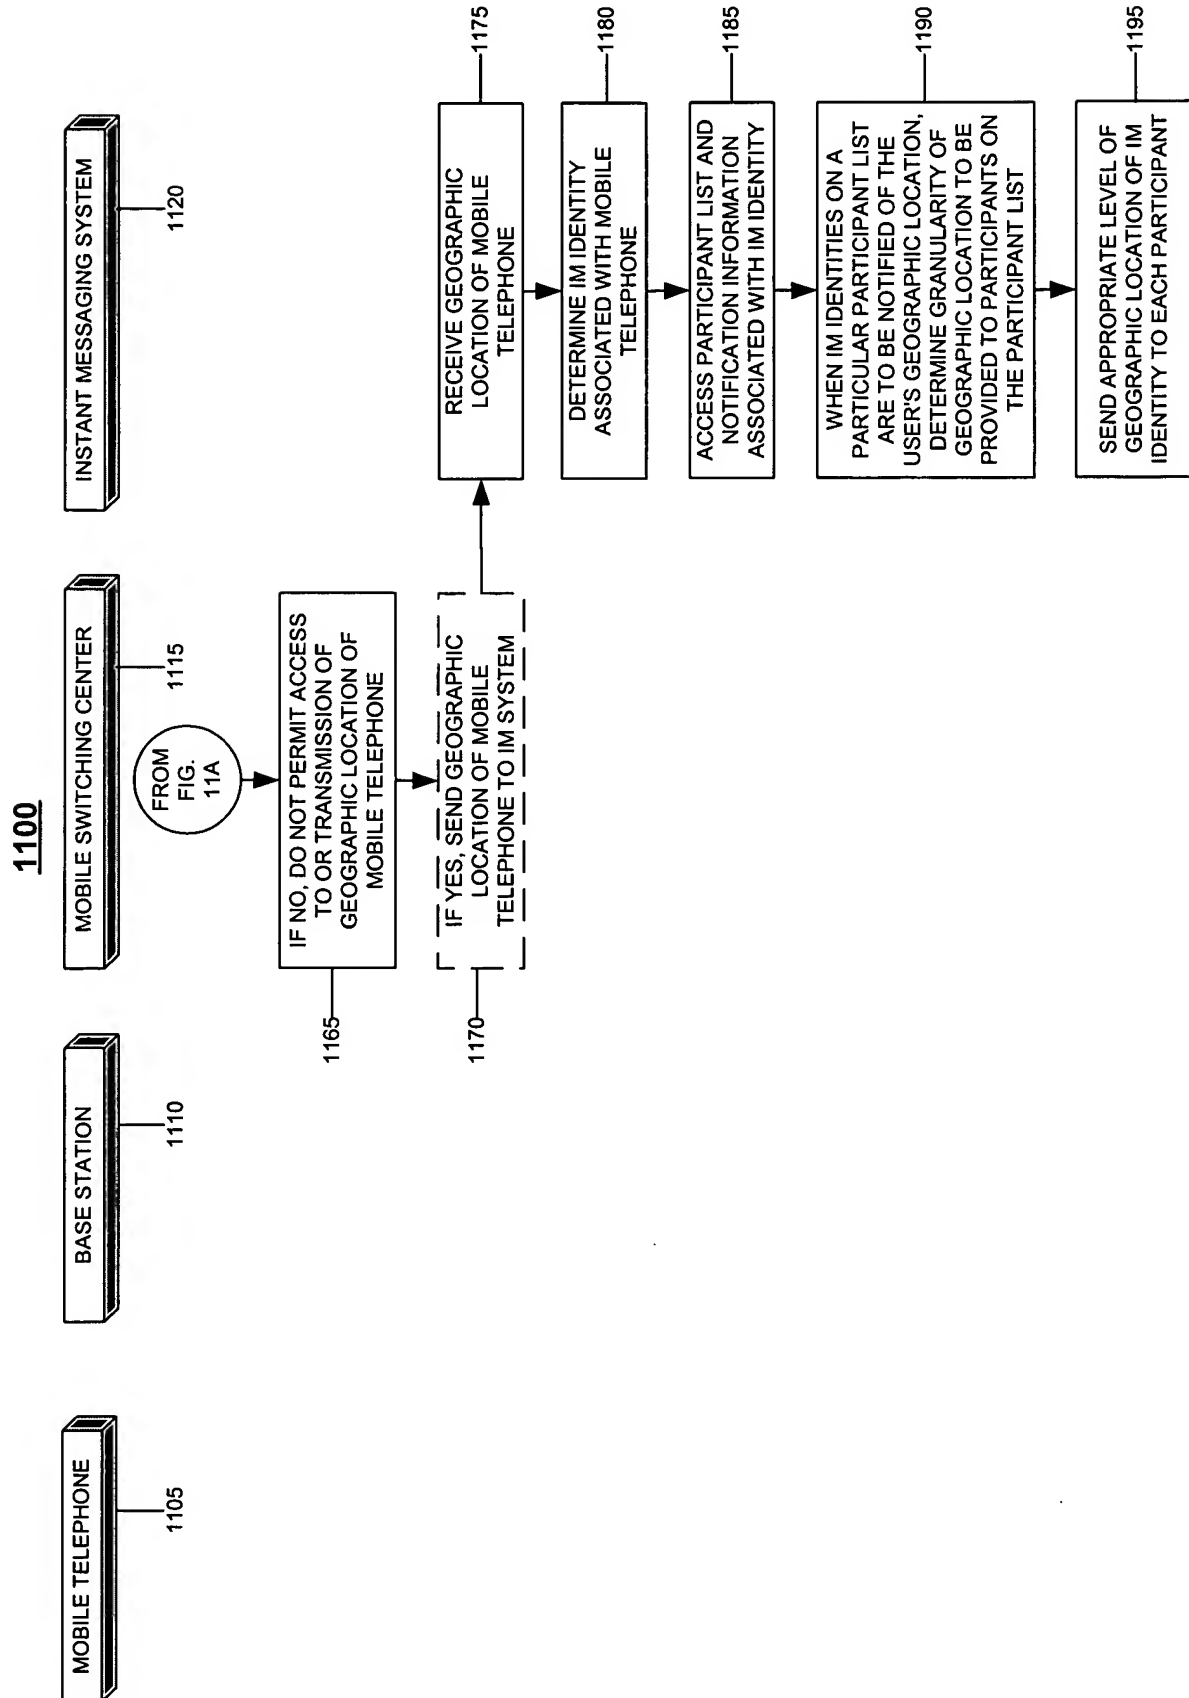 1100
MOBILE TELEPHONE
1105
BASE STATION
1110
MOBILE SWITCHING CENTER
1115
INSTANT MESSAGING SYSTEM
1120
FROM
FIG.
11A
IF NO, DO NOT PERMIT ACCESS
TO OR TRANSMISSION OF
GEOGRAPHIC LOCATION OF
MOBILE TELEPHONE
1165
IF YES, SEND GEOGRAPHIC
LOCATION OF MOBILE
TELEPHONE TO IM SYSTEM
1170
RECEIVE GEOGRAPHIC
LOCATION OF MOBILE
TELEPHONE
1175
DETERMINE IM IDENTITY
ASSOCIATED WITH MOBILE
TELEPHONE
1180
ACCESS PARTICIPANT LIST AND
NOTIFICATION INFORMATION
ASSOCIATED WITH IM IDENTITY
1185
WHEN IM IDENTITIES ON A
PARTICULAR PARTICIPANT LIST
ARE TO BE NOTIFIED OF THE
USER'S GEOGRAPHIC LOCATION,
DETERMINE GRANULARITY OF
GEOGRAPHIC LOCATION TO BE
PROVIDED TO PARTICIPANTS ON
THE PARTICIPANT LIST
1190
SEND APPROPRIATE LEVEL OF
GEOGRAPHIC LOCATION OF IM
IDENTITY TO EACH PARTICIPANT
1195